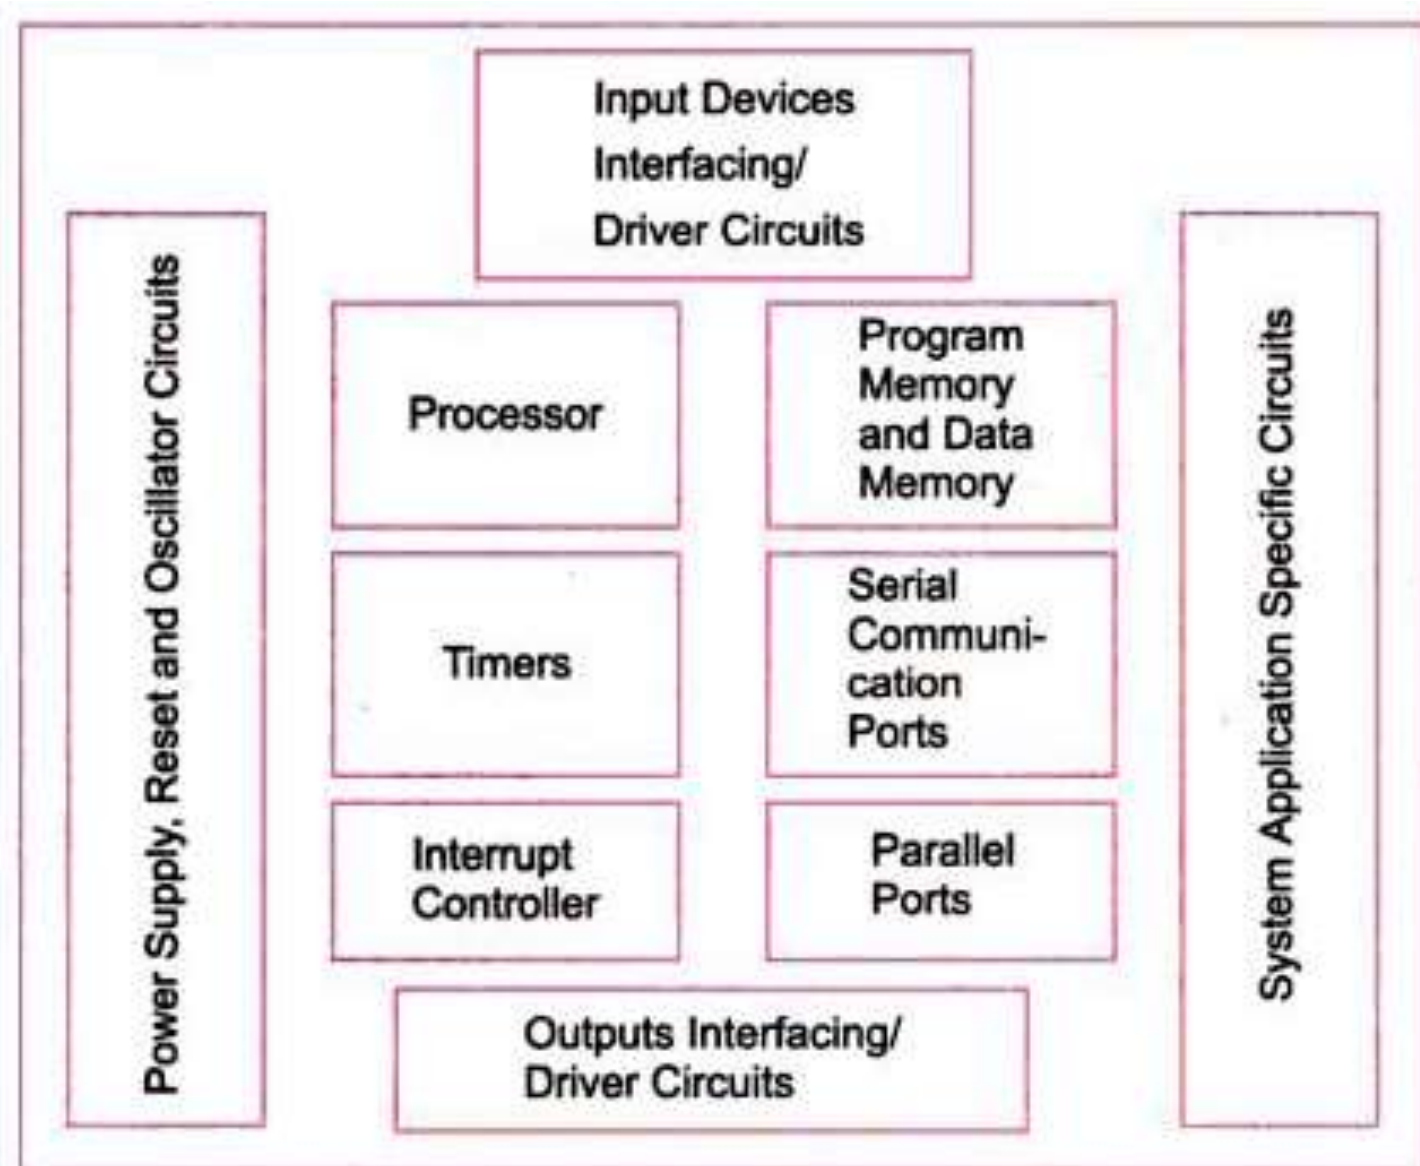 Input Devices
Interfacing/
Driver Circuits
Power Supply, Reset and Oscillator Circuits
Processor
Program
Memory
and Data
Memory
System Application Specific Circuits
Timers
Serial
Communi-
cation
Ports
Interrupt
Controller
Parallel
Ports
Outputs Interfacing/
Driver Circuits